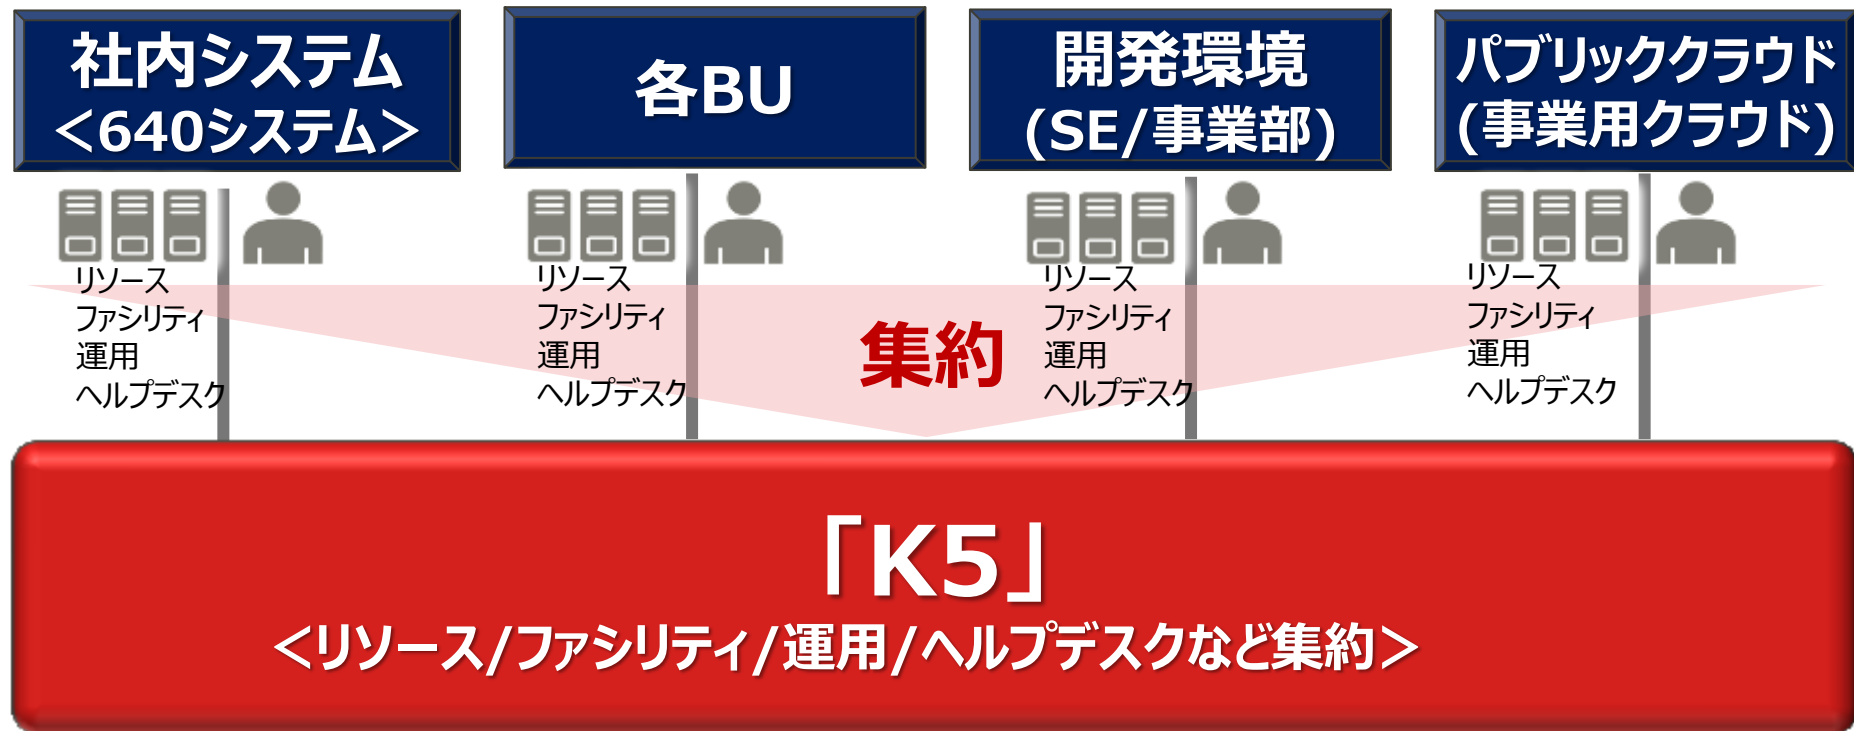 社内システム
<640システム>
各BU
開発環境
(SE/事業部)
パブリッククラウド
(事業用クラウド)
リソース
ファシリティ
運用
ヘルプデスク
リソース
ファシリティ
運用
ヘルプデスク
集約
リソース
ファシリティ
運用
ヘルプデスク
リソース
ファシリティ
運用
ヘルプデスク
「K5」
<リソース/ファシリティ/運用/ヘルプデスクなど集約>